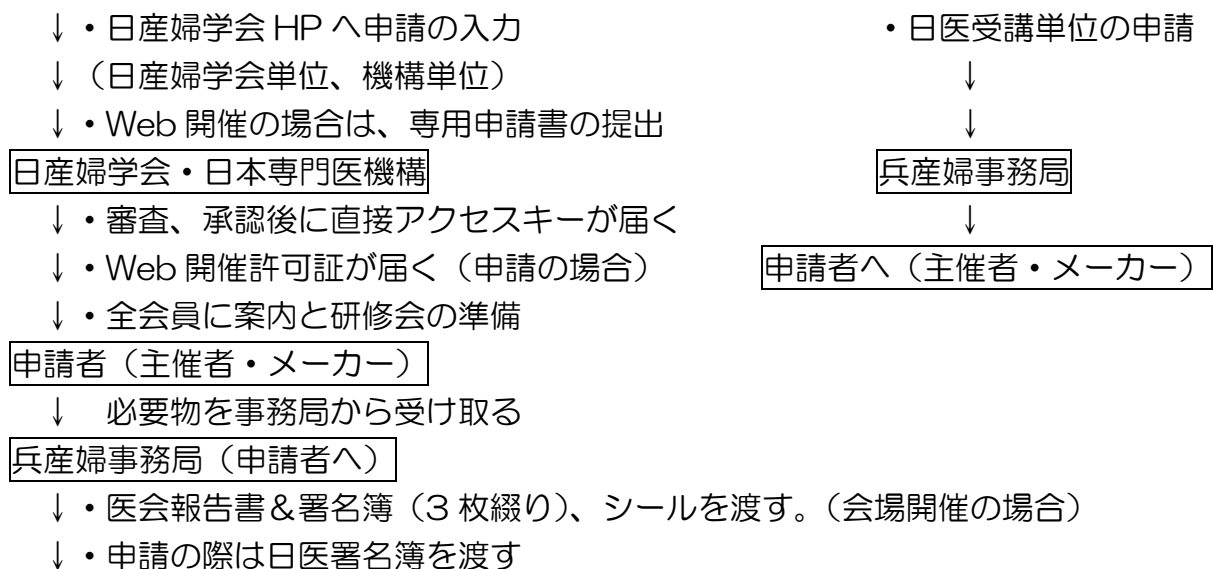 ↓・日産婦学会 HP へ申請の入力 ・日医受講単位の申請
↓（日産婦学会単位、機構単位） ↓
↓・Web 開催の場合は、専用申請書の提出 ↓
日産婦学会・日本専門医機構 兵産婦事務局
↓・審査、承認後に直接アクセスキーが届く ↓
↓・Web 開催許可証が届く（申請の場合） 申請者へ（主催者・メーカー）
↓・全会員に案内と研修会の準備
申請者（主催者・メーカー）
↓ 必要物を事務局から受け取る
兵産婦事務局（申請者へ）
↓・医会報告書＆署名簿（3 枚綴り）、シールを渡す。（会場開催の場合）
↓・申請の際は日医署名簿を渡す